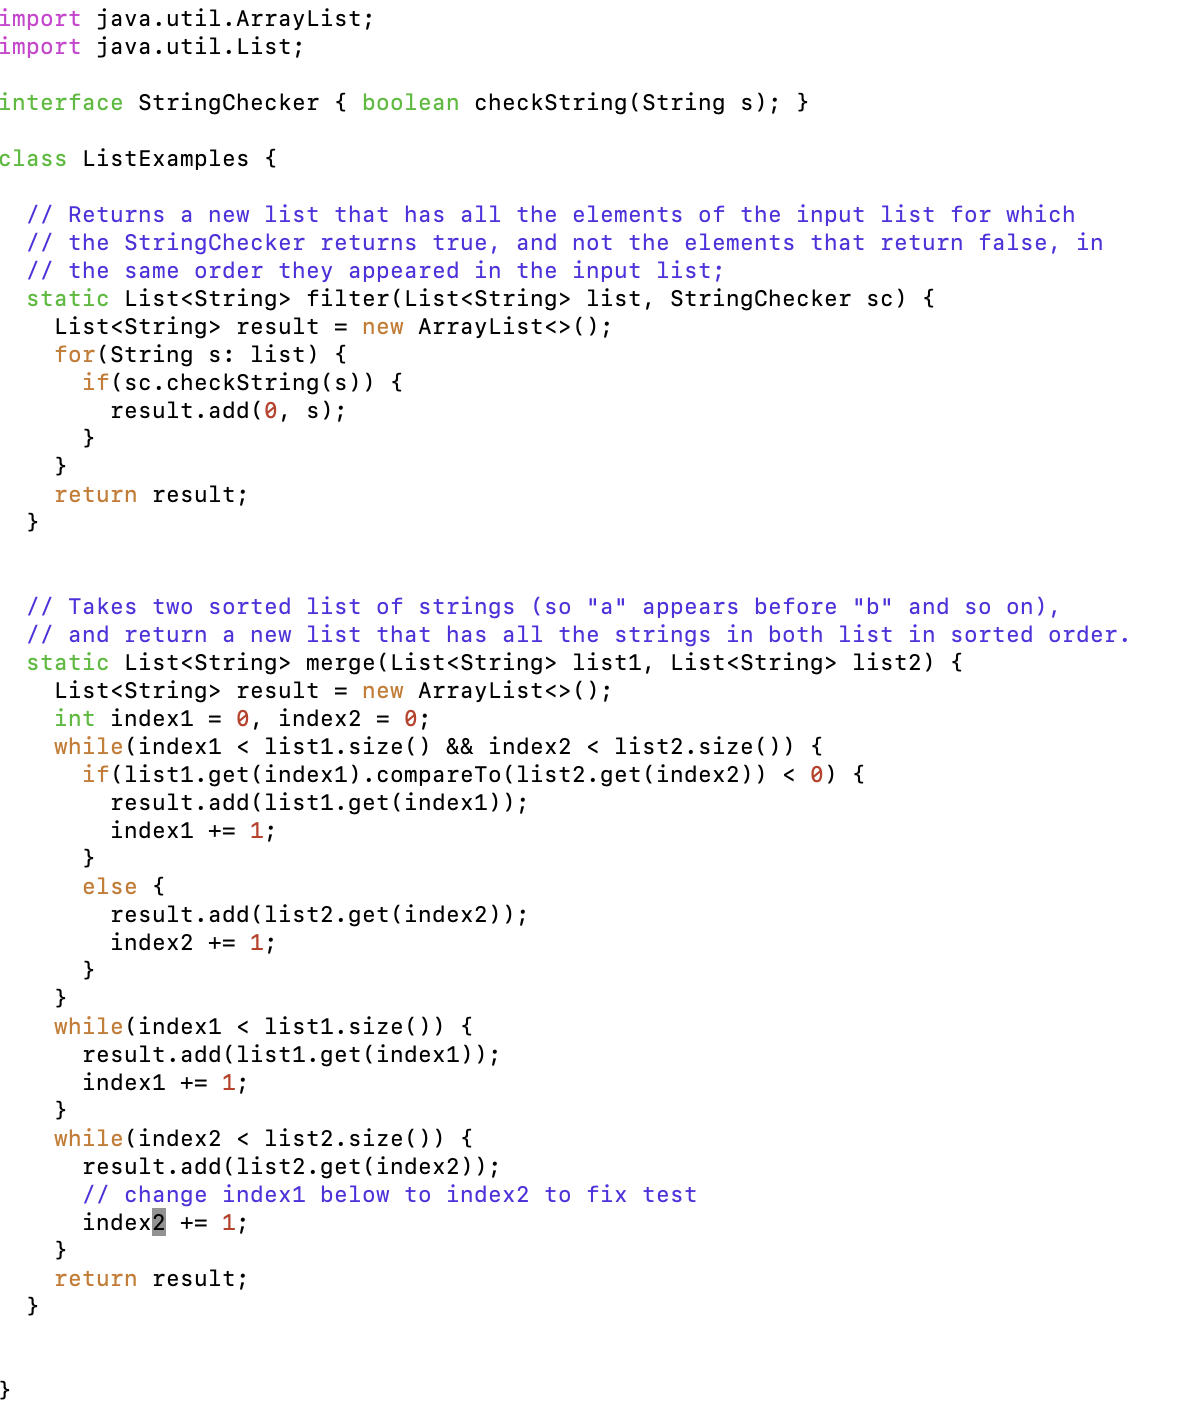 import java.util.ArrayList;
import java.util.List;

interface StringChecker { boolean checkString(String s); }

class ListExamples {

  // Returns a new list that has all the elements of the input list for which
  // the StringChecker returns true, and not the elements that return false, in
  // the same order they appeared in the input list;
  static List<String> filter(List<String> list, StringChecker sc) {
    List<String> result = new ArrayList<>();
    for(String s: list) {
      if(sc.checkString(s)) {
        result.add(0, s);
      }
    }
    return result;
  }


  // Takes two sorted list of strings (so "a" appears before "b" and so on),
  // and return a new list that has all the strings in both list in sorted order.
  static List<String> merge(List<String> list1, List<String> list2) {
    List<String> result = new ArrayList<>();
    int index1 = 0, index2 = 0;
    while(index1 < list1.size() && index2 < list2.size()) {
      if(list1.get(index1).compareTo(list2.get(index2)) < 0) {
        result.add(list1.get(index1));
        index1 += 1;
      }
      else {
        result.add(list2.get(index2));
        index2 += 1;
      }
    }
    while(index1 < list1.size()) {
      result.add(list1.get(index1));
      index1 += 1;
    }
    while(index2 < list2.size()) {
      result.add(list2.get(index2));
      // change index1 below to index2 to fix test
      index2 += 1;
    }
    return result;
  }


}